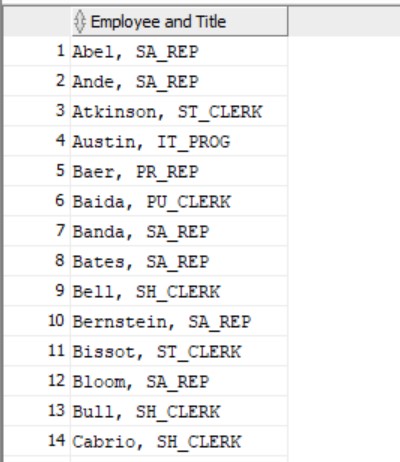 Employee and Title
1 Abel, SA_REP
2 Ande, SA_REP
3 Atkinson, ST_CLERK
4 Austin, IT_PROG
5 Baer, PR_REP
6 Baida, PU_CLERK
7 Banda, SA_REP
8 Bates, SA_REP
9 Bell, SH_CLERK
10 Bernstein, SA_REP
11 Bissot, ST_CLERK
12 Bloom, SA_REP
13 Bull, SH_CLERK
14 Cabrio, SH_CLERK